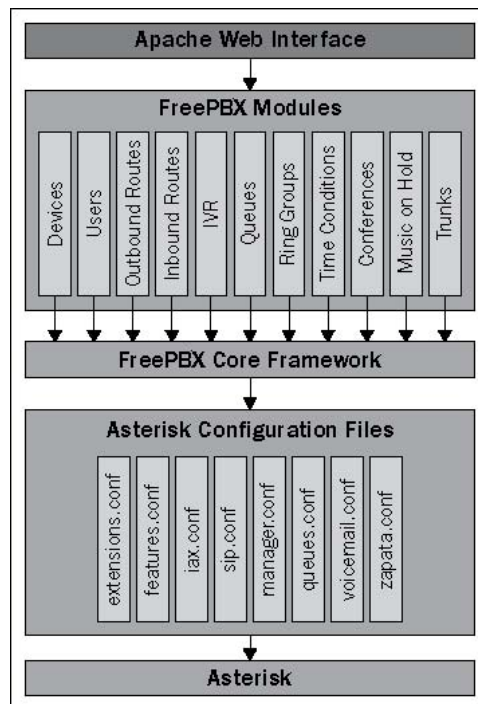 Apache Web Interface
FreePBX Modules
Devices
Users
Outbound Routes
Inbound Routes
IVR
Queues
Ring Groups
Time Conditions
Conferences
Music on Hold
Trunks
FreePBX Core Framework
Asterisk Configuration Files
extensions.conf
features.conf
iax.conf
sip.conf
manager.conf
queues.conf
voicemail.conf
zapata.conf
Asterisk